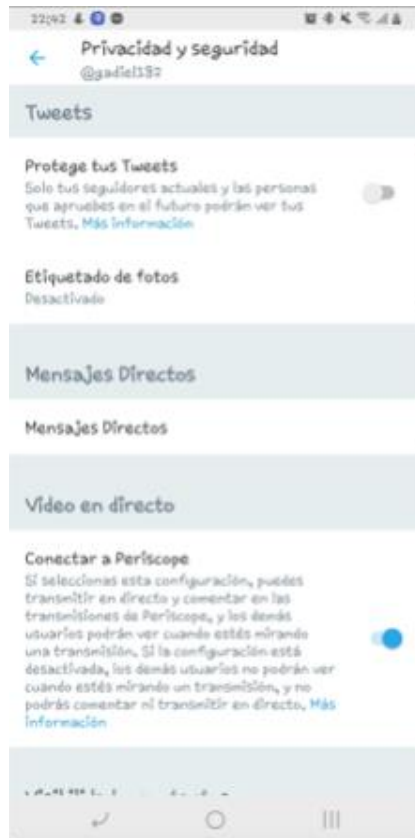 22:42
Privacidad y seguridad
@gadiel182
Tweets
Protege tus Tweets
Solo tus seguidores actuales y las personas
que apruebes en el futuro podrán ver tus
Tweets. Más información
Etiquetado de fotos
Desactivado
Mensajes Directos
Mensajes Directos
Vídeo en directo
Conectar a Periscope
Si seleccionas esta configuración, puedes
transmitir en directo y comentar en las
transmisiones de Periscope, y los demás
usuarios podrán ver cuando estés mirando
una transmisión. Si la configuración está
desactivada, los demás usuarios no podrán ver
cuando estés mirando un transmisión, y no
podrás comentar ni transmitir en directo. Más
información